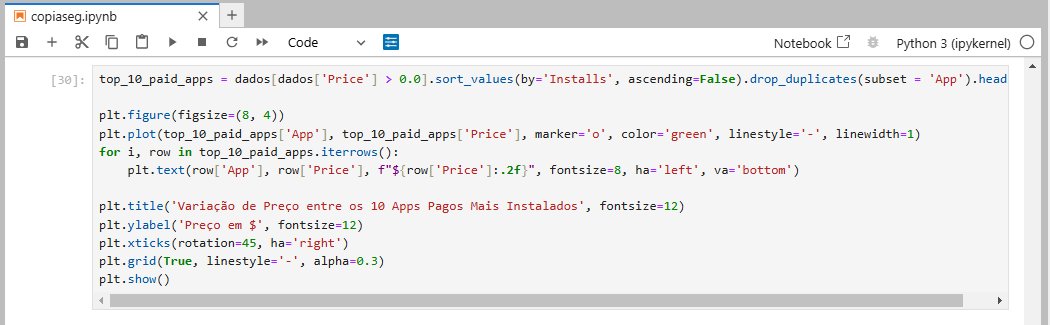 copiaseg.ipynb
Code
Notebook
Python 3 (ipykernel)
[30]:
top_10_paid_apps = dados[dados['Price'] > 0.0].sort_values(by='Installs', ascending=False).drop_duplicates(subset = 'App').head
plt.figure(figsize=(8, 4))
plt.plot(top_10_paid_apps['App'], top_10_paid_apps['Price'], marker='o', color='green', linestyle='-', linewidth=1)
for i, row in top_10_paid_apps.iterrows():
    plt.text(row['App'], row['Price'], f"${row['Price']:.2f}", fontsize=8, ha='left', va='bottom')
plt.title('Variação de Preço entre os 10 Apps Pagos Mais Instalados', fontsize=12)
plt.ylabel('Preço em $', fontsize=12)
plt.xticks(rotation=45, ha='right')
plt.grid(True, linestyle='-', alpha=0.3)
plt.show()